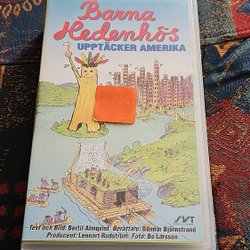 Barna
Hedenhös
UPPTÄCKER AMERIKA
Text och Bild: Bertil Almqvist Berättare: Gunnar Björnstrand
Producent: Lennart Rudström Foto: Bo Larsson
SVT